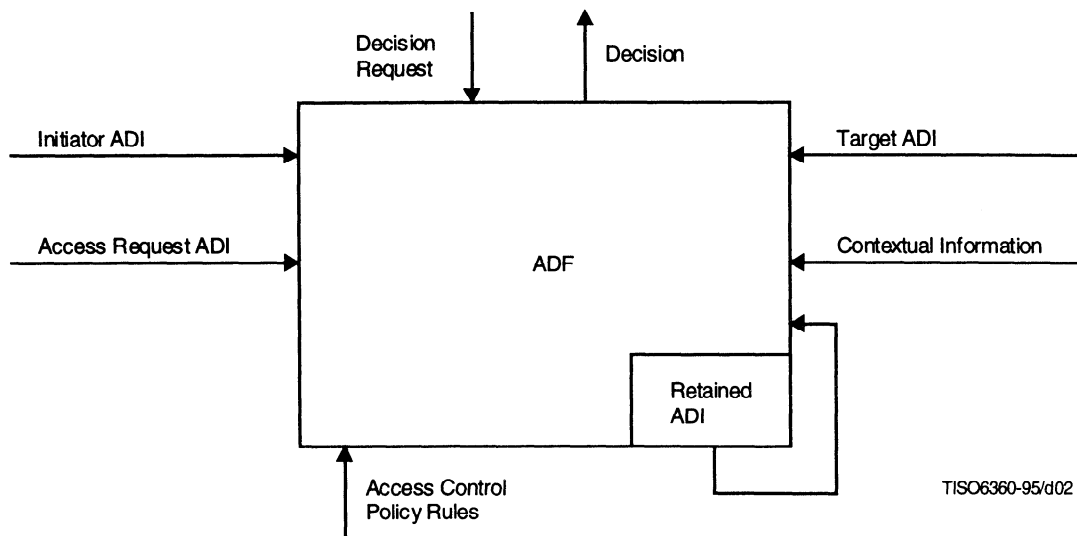 Decision
Request
Decision
Initiator ADI
Target ADI
Access Request ADI
Contextual Information
ADF
Retained
ADI
Access Control
Policy Rules
TISO6360-95/d02